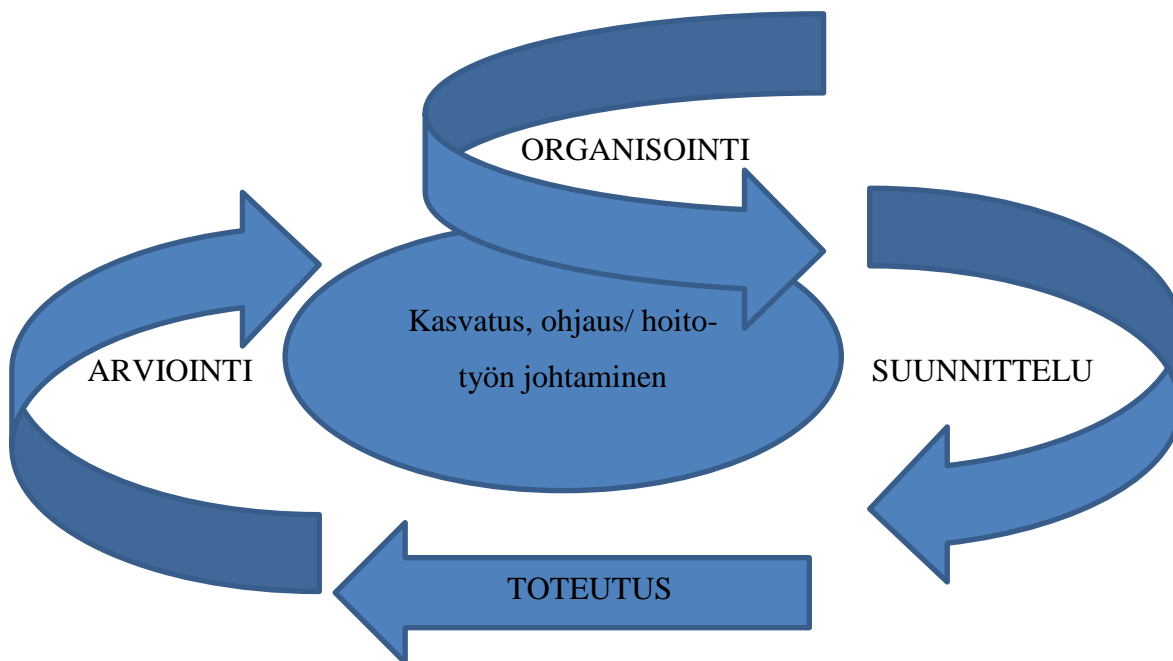 ORGANISOINTI
Kasvatus, ohjaus/ hoito-
työn johtaminen
ARVIOINTI
SUUNNITTELU
TOTEUTUS